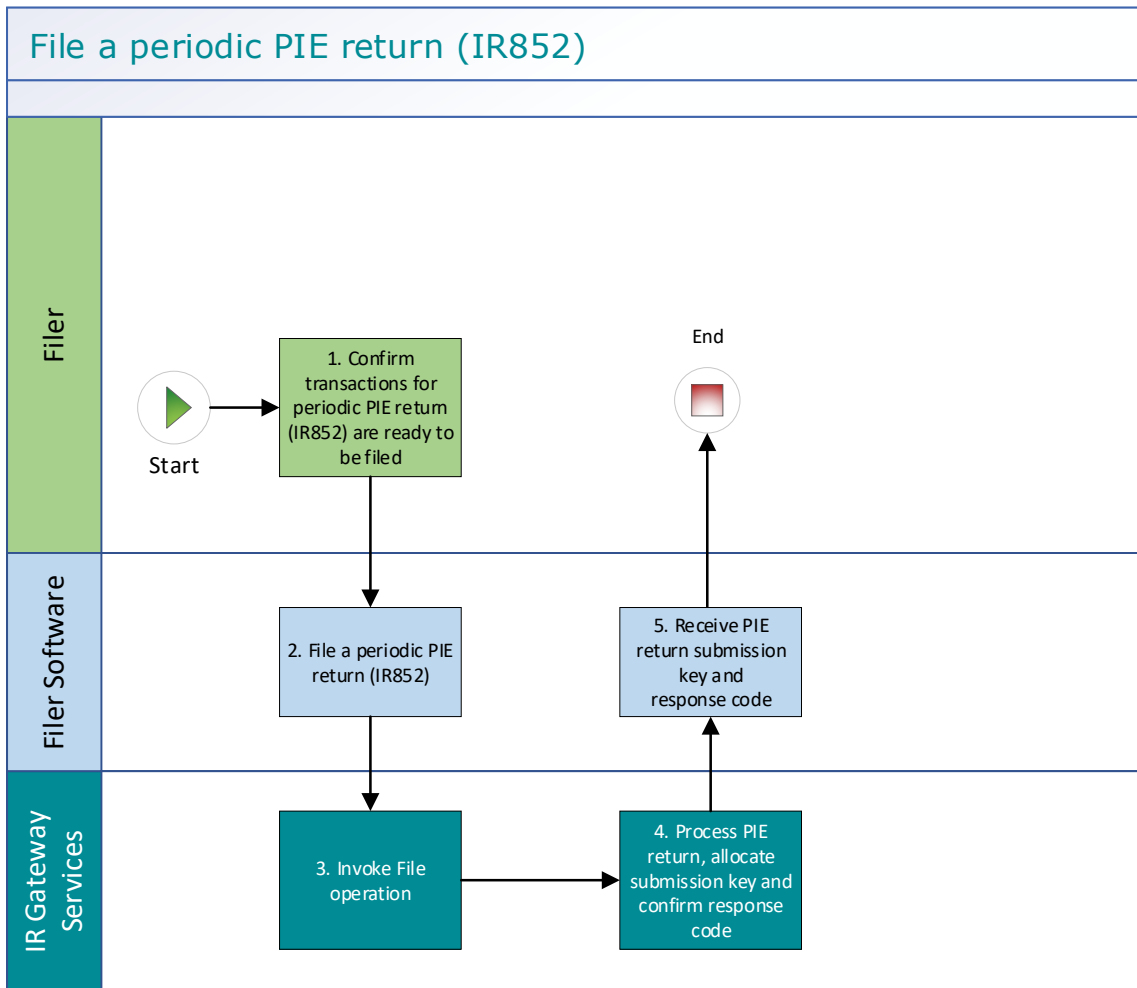 File a periodic PIE return (IR852)
Filer
Start
1. Confirm
transactions for
periodic PIE return
(IR852) are ready to
be filed
End
Filer Software
2. File a periodic PIE
return (IR852)
5. Receive PIE
return submission
key and
response code
IR Gateway
Services
3. Invoke File
operation
4. Process PIE
return, allocate
submission key and
confirm response
code